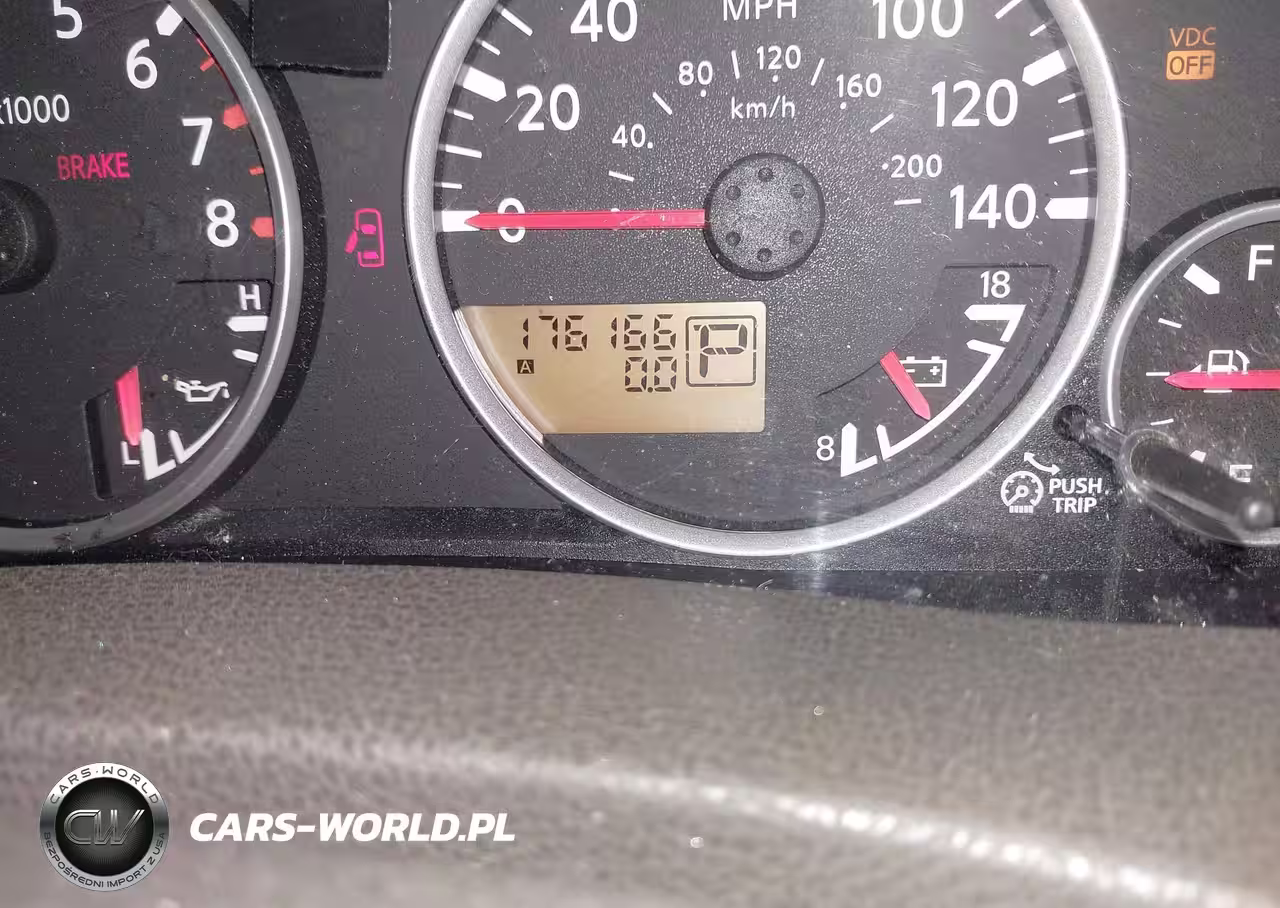 5
6
x1000
7
BRAKE
8
H
L
40
MPH
100
20
80
120
160
120
km/h
40.
200
0
140
176166
A
0.0
P
18
8
VDC
OFF
F
E
PUSH
TRIP
CARS-WORLD
CW
BEZPOŚREDNI IMPORT Z USA
CARS-WORLD.PL